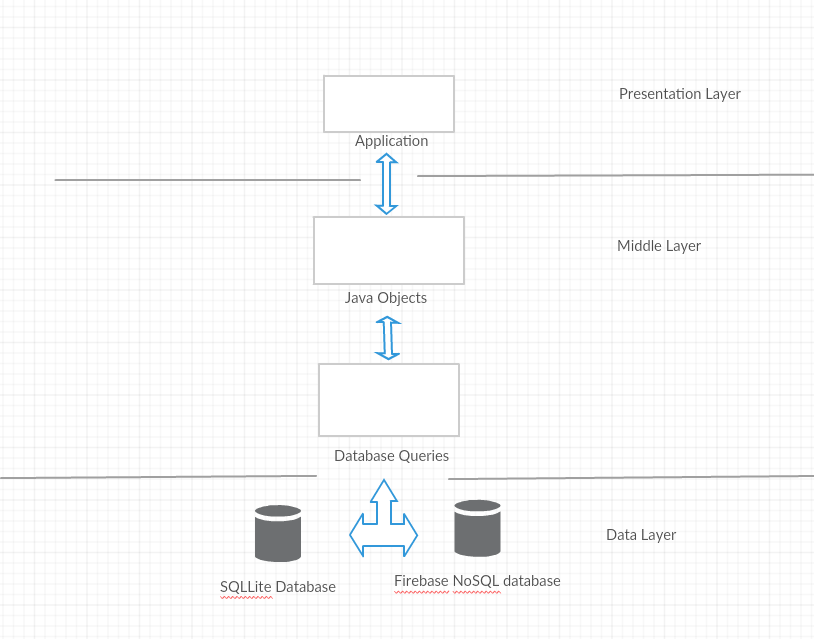 Presentation Layer
Application
Middle Layer
Java Objects
Database Queries
Data Layer
SQLLite Database
Firebase NoSQL database